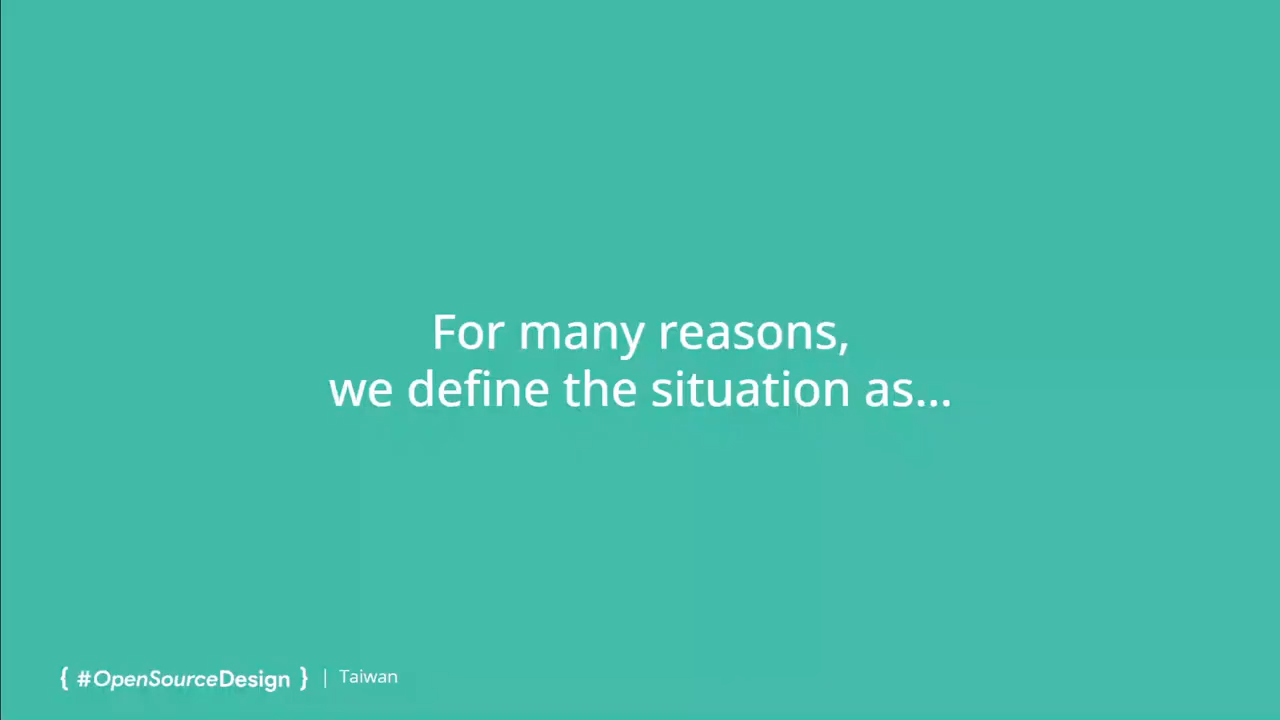 For many reasons,
we define the situation as...
{ #OpenSourceDesign } | Taiwan